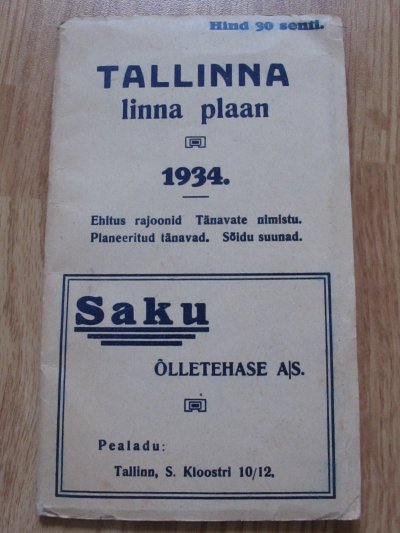 Hind 30 senti.
TALLINNA
linna plaan
1934.
Ehitus rajoonid Tänavate nimistu.
Planeeritud tänavad. Sõidu suunad.
Saku
ÕLLETEHASE A|S.
Pealadu:
Tallinn, S. Kloostri 10/12,